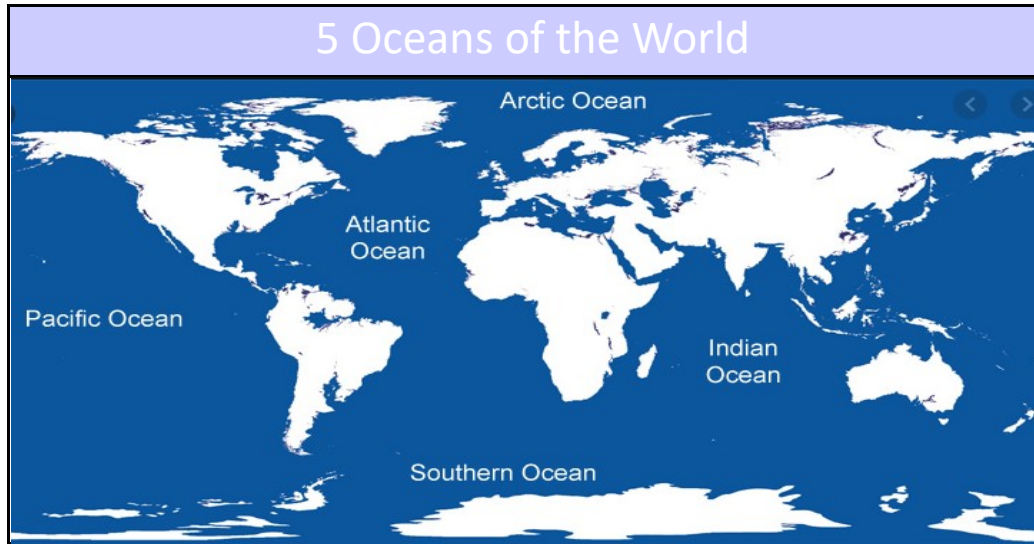 5 Oceans of the World
Arctic Ocean
Atlantic
Ocean
Pacific Ocean
Indian
Ocean
Southern Ocean